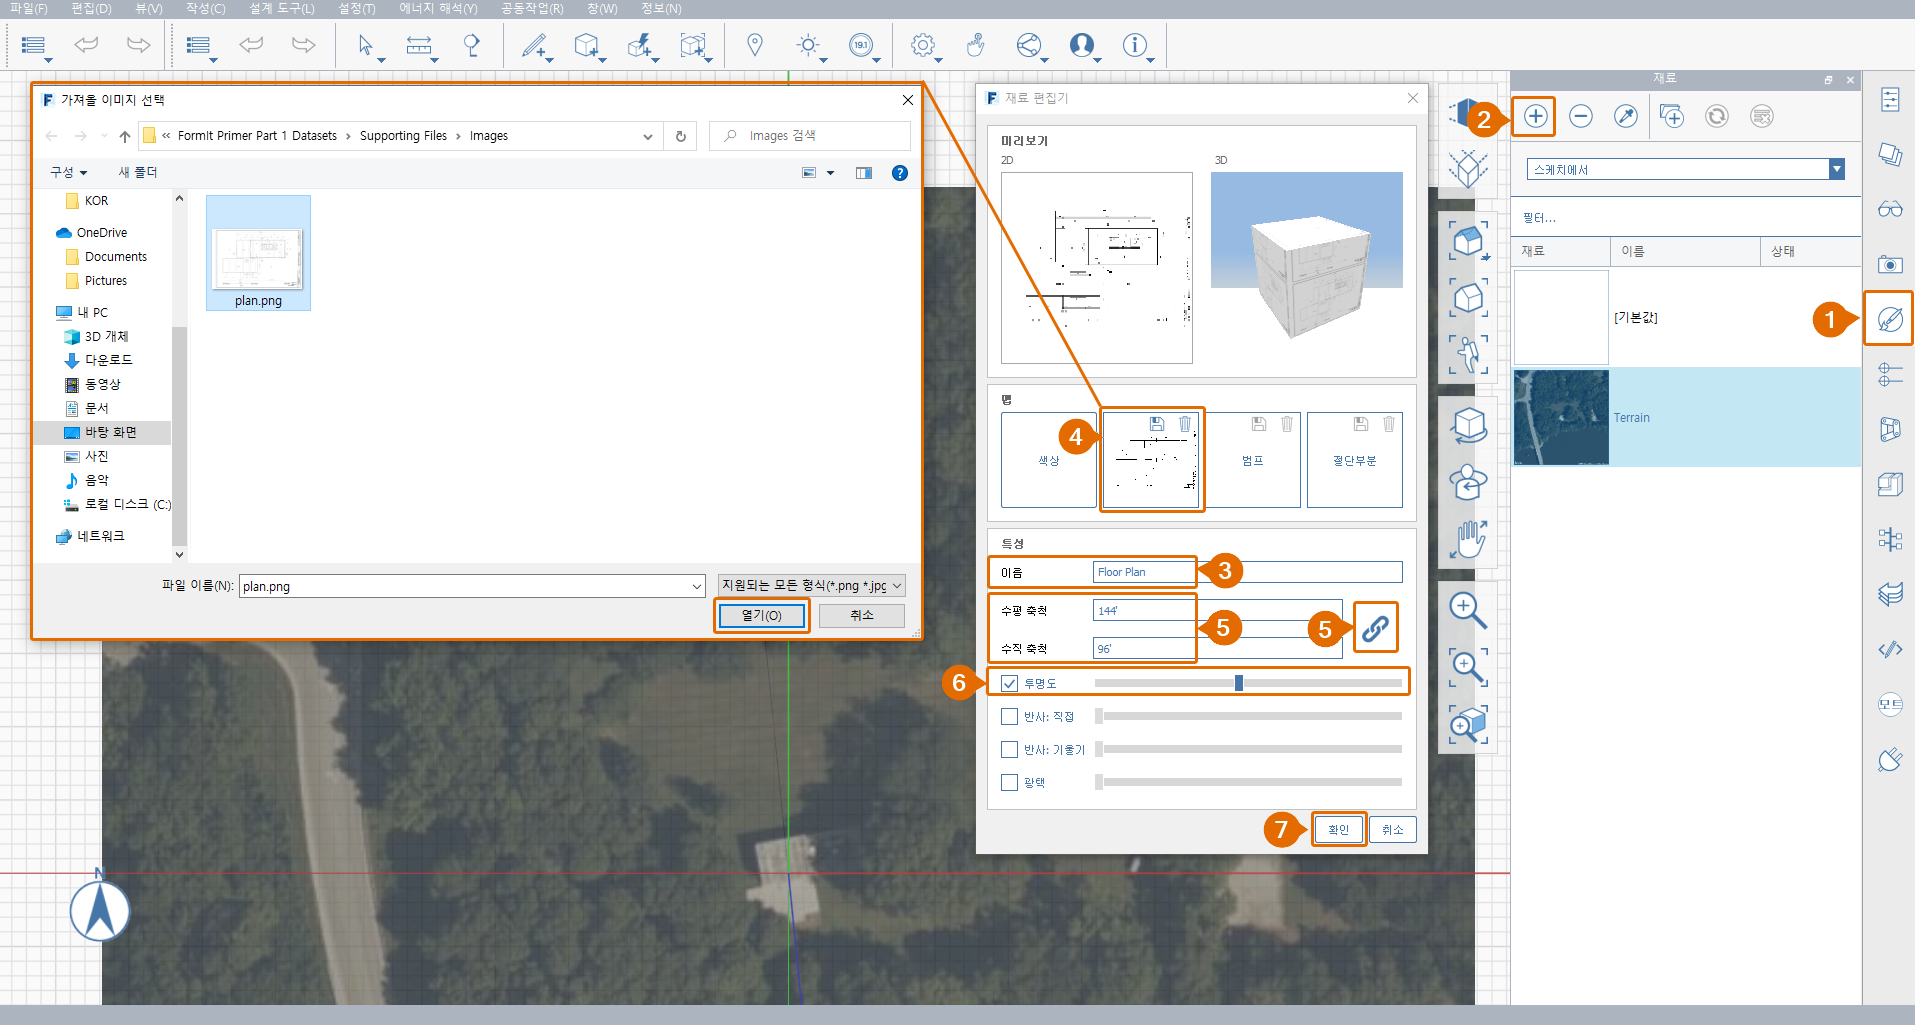 파일(F) 편집(D) 뷰(V) 작성(C) 설계 도구(L) 설정(T) 에너지 해석(Y) 공동작업(R) 창(W) 정보(N)
19.1
가져올 이미지 선택
« FormIt Primer Part 1 Datasets › Supporting Files › Images
Images 검색
구성
새 폴더
KOR
OneDrive
Documents
Pictures
내 PC
3D 개체
다운로드
동영상
문서
바탕 화면
사진
음악
로컬 디스크 (C:)
네트워크
plan.png
파일 이름(N):
plan.png
지원되는 모든 형식(*.png *.jpg
열기(O)
취소
재료 편집기
미리보기
2D
3D
맵
4
색상
범프
절단부분
특성
이름
Floor Plan
3
수평 축척
144'
5
5
수직 축척
96'
6
투명도
반사: 직접
반사: 기울기
광택
7
확인
취소
재료
2
스케치에서
필터...
재료
이름
상태
[기본값]
Terrain
1
모드
N